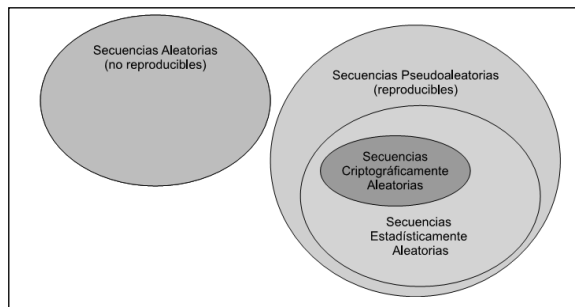 Secuencias Aleatorias
(no reproducibles)
Secuencias Pseudoaleatorias
(reproducibles)
Secuencias
Criptográficamente
Aleatorias
Secuencias
Estadísticamente
Aleatorias